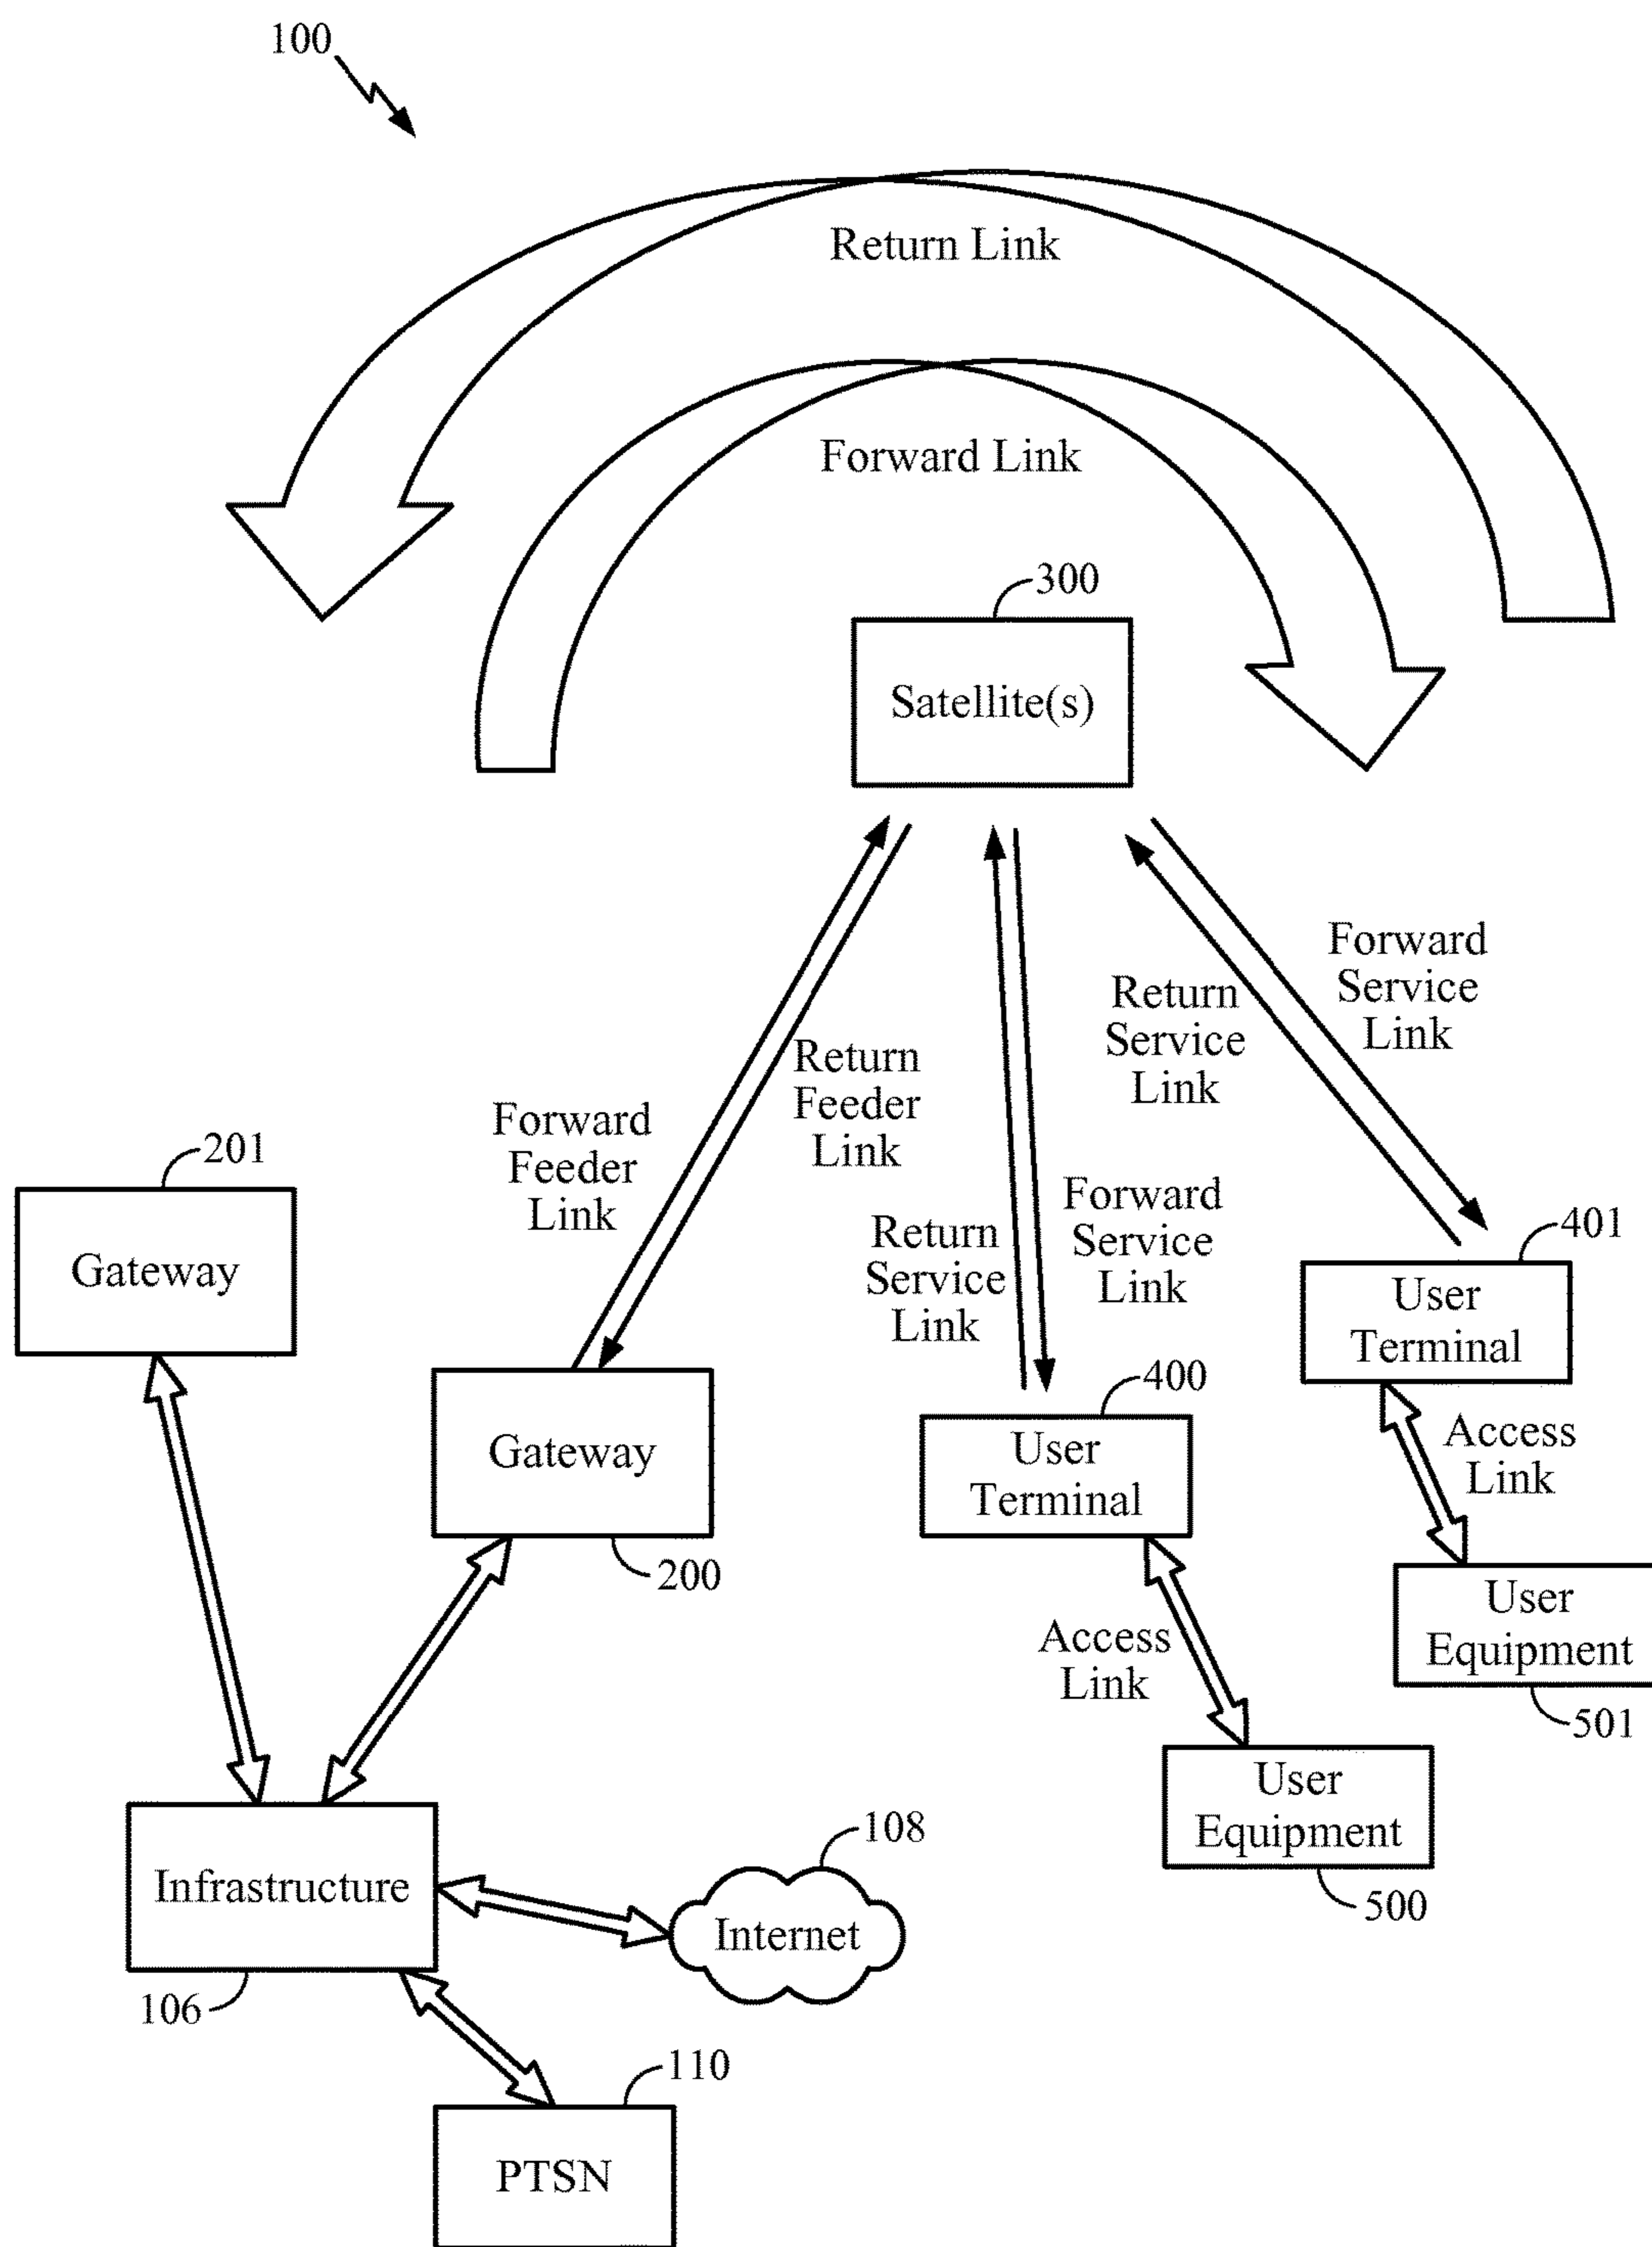 100
Return Link
Forward Link
300
Satellite(s)
Forward
Service
Link
Return
Service
Link
Return
Feeder
Link
Forward
Feeder
Link
201
Gateway
Forward
Service
Link
Return
Service
Link
401
User
Terminal
400
User
Terminal
Gateway
200
Access
Link
User
Equipment
501
Access
Link
User
Equipment
500
108
Infrastructure
Internet
106
110
PTSN